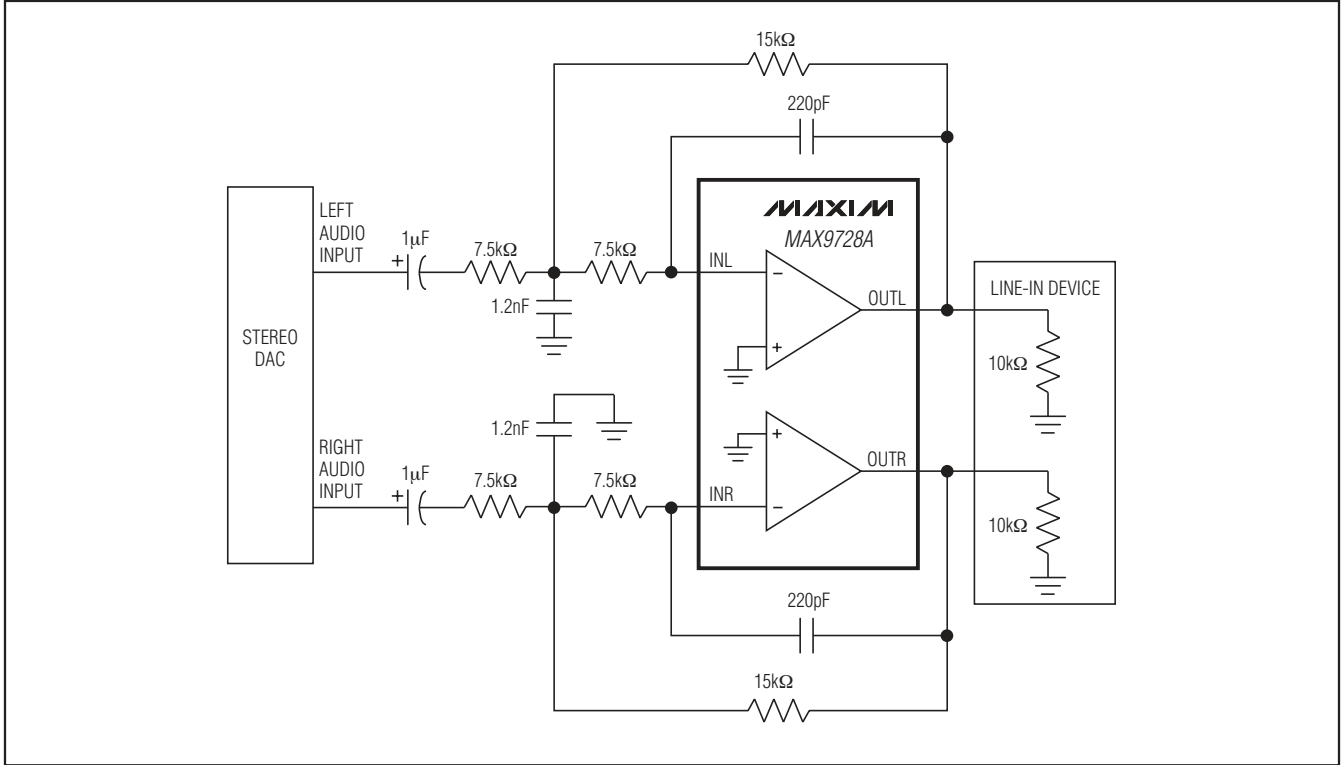 15kΩ
220pF
LEFT
AUDIO
INPUT
1μF
+
7.5kΩ
7.5kΩ
1.2nF
STEREO
DAC
MAXIM
MAX9728A
INL
−
+
OUTL
LINE-IN DEVICE
10kΩ
1.2nF
RIGHT
AUDIO
INPUT
1μF
+
7.5kΩ
7.5kΩ
INR
+
−
OUTR
10kΩ
220pF
15kΩ